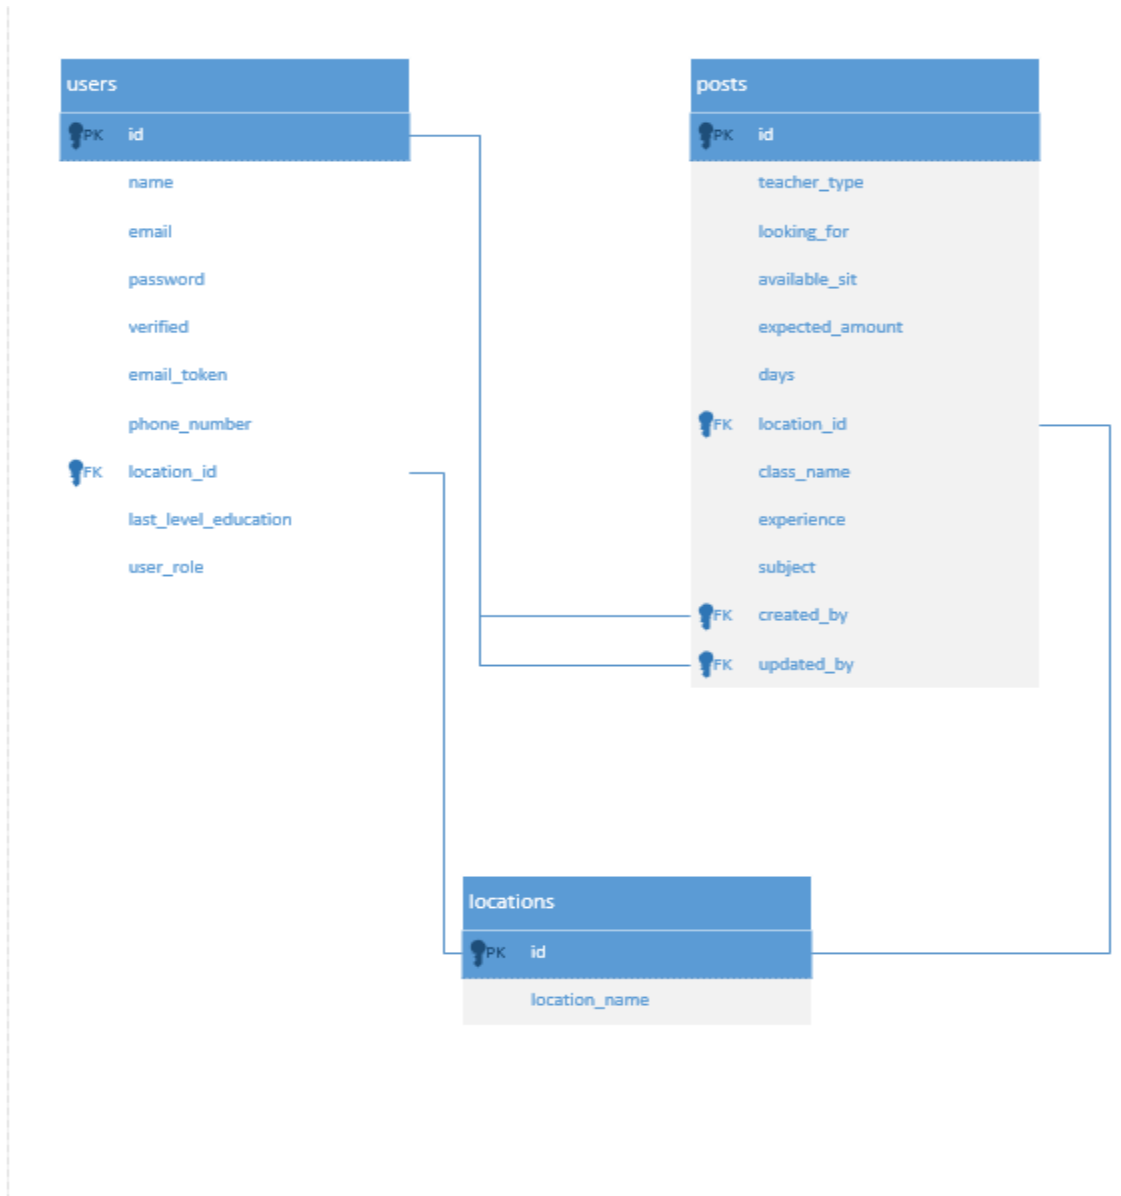 users
PK id
name
email
password
verified
email_token
phone_number
FK location_id
last_level_education
user_role
posts
PK id
teacher_type
looking_for
available_sit
expected_amount
days
FK location_id
class_name
experience
subject
FK created_by
FK updated_by
locations
PK id
location_name